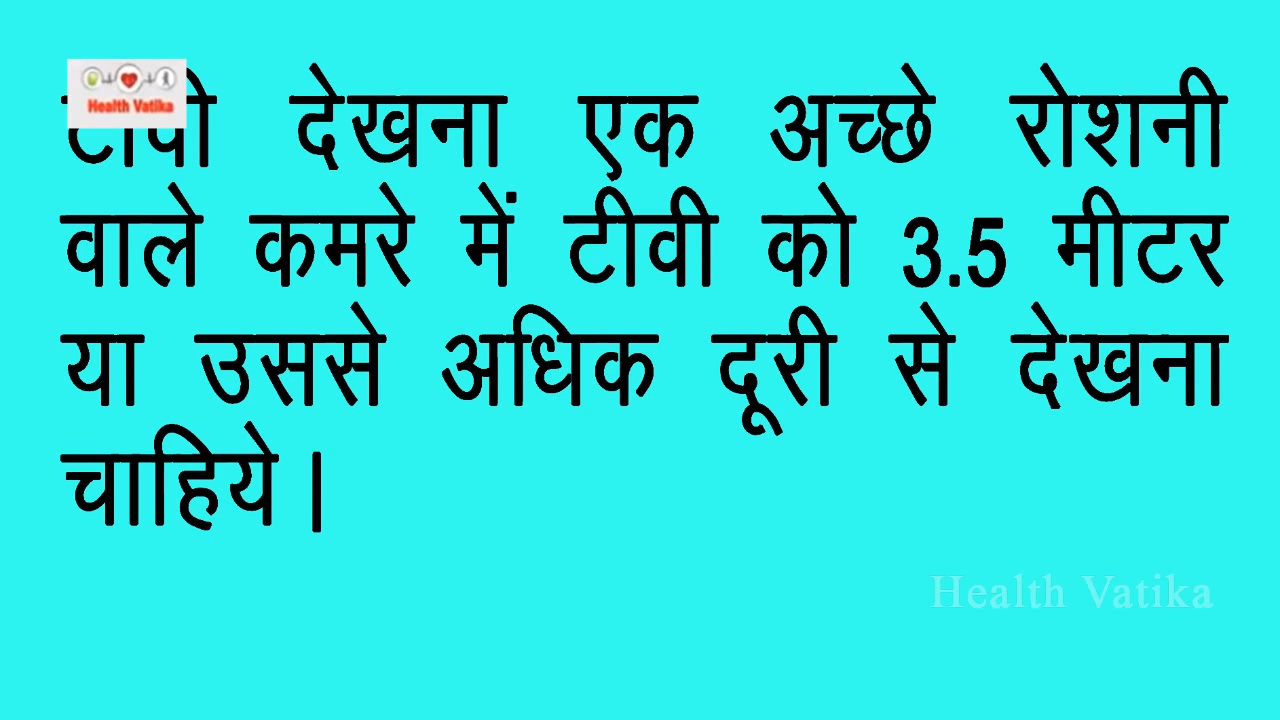 Health Vatika
टीवी देखना एक अच्छे रोशनी
वाले कमरे में टीवी को 3.5 मीटर
या उससे अधिक दूरी से देखना
चाहिये।
Health Vatika